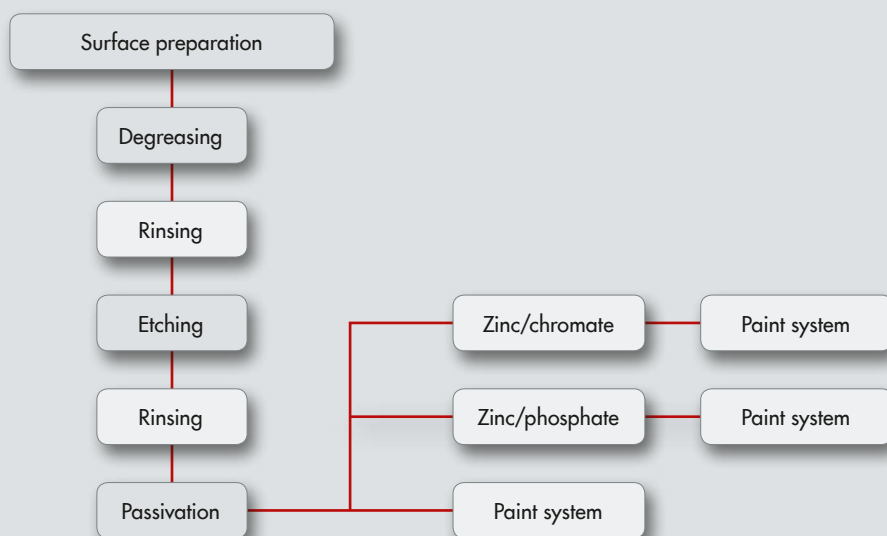 Surface preparation
Degreasing
Rinsing
Etching
Zinc/chromate
Paint system
Rinsing
Zinc/phosphate
Paint system
Passivation
Paint system